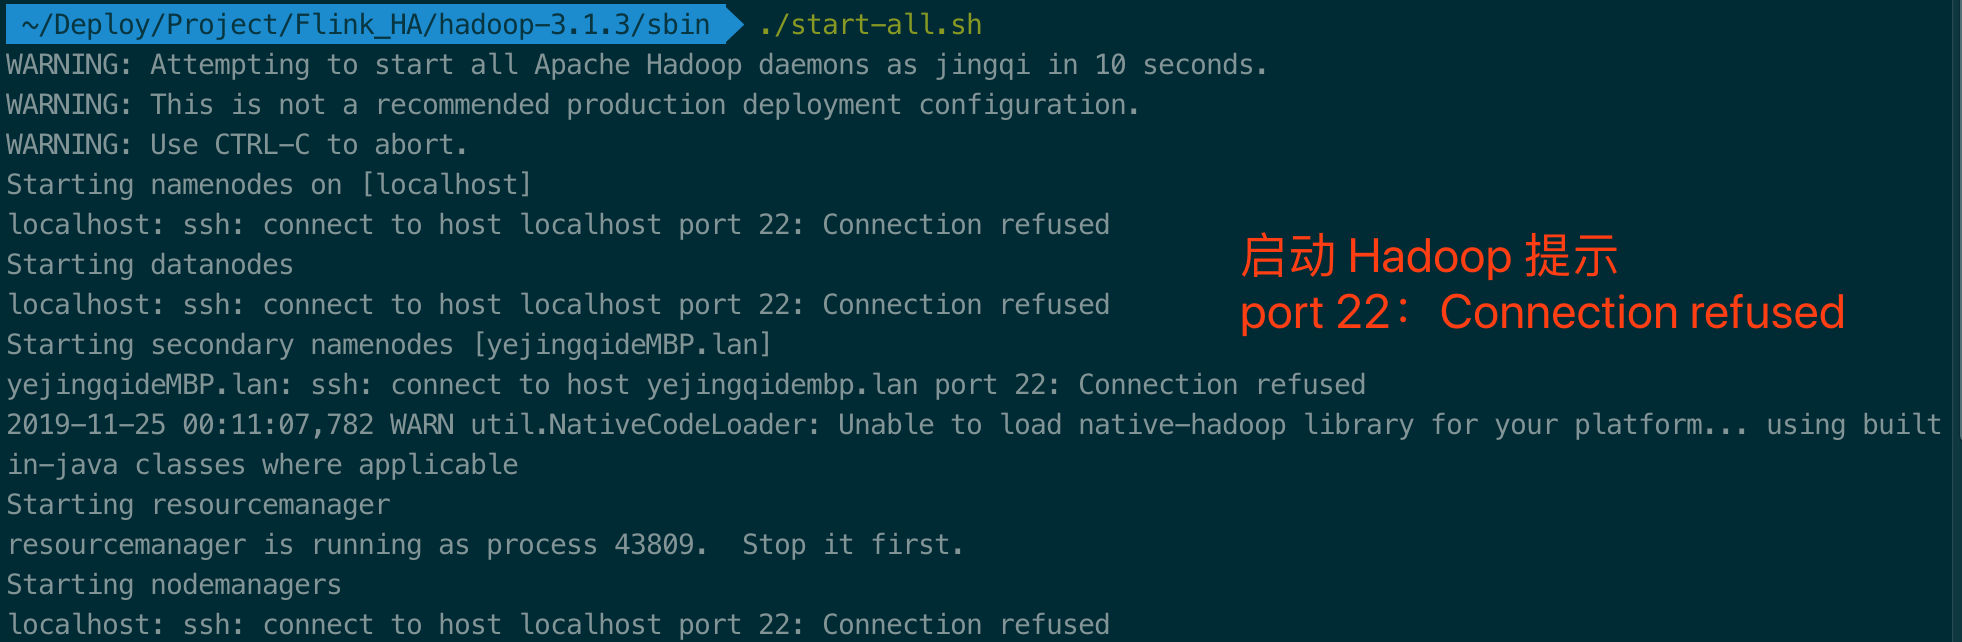 ~/Deploy/Project/Flink_HA/hadoop-3.1.3/sbin ./start-all.sh
WARNING: Attempting to start all Apache Hadoop daemons as jingqi in 10 seconds.
WARNING: This is not a recommended production deployment configuration.
WARNING: Use CTRL-C to abort.
Starting namenodes on [localhost]
localhost: ssh: connect to host localhost port 22: Connection refused
启动 Hadoop 提示
port 22：Connection refused
Starting datanodes
localhost: ssh: connect to host localhost port 22: Connection refused
Starting secondary namenodes [yejingqideMBP.lan]
yejingqideMBP.lan: ssh: connect to host yejingqidembp.lan port 22: Connection refused
2019-11-25 00:11:07,782 WARN util.NativeCodeLoader: Unable to load native-hadoop library for your platform... using built
in-java classes where applicable
Starting resourcemanager
resourcemanager is running as process 43809.  Stop it first.
Starting nodemanagers
localhost: ssh: connect to host localhost port 22: Connection refused